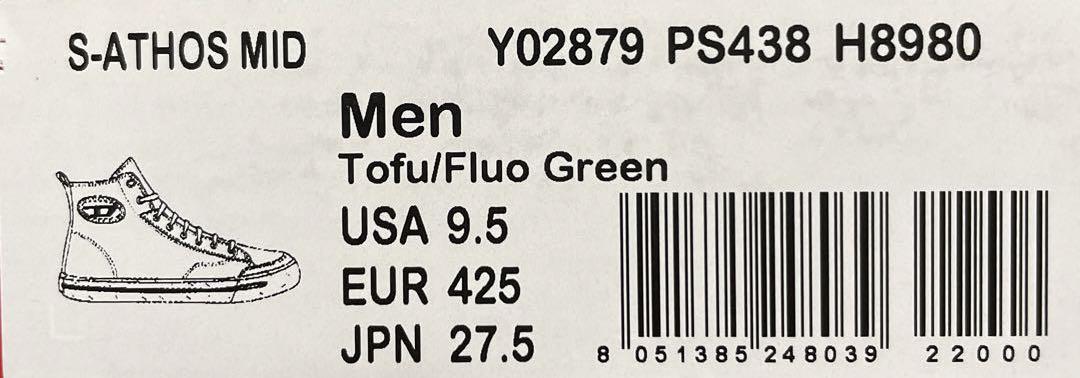 S-ATHOS MID
Y02879 PS438 H8980
Men
Tofu/Fluo Green
USA 9.5
EUR 425
JPN 27.5
8 051385 248039
22000